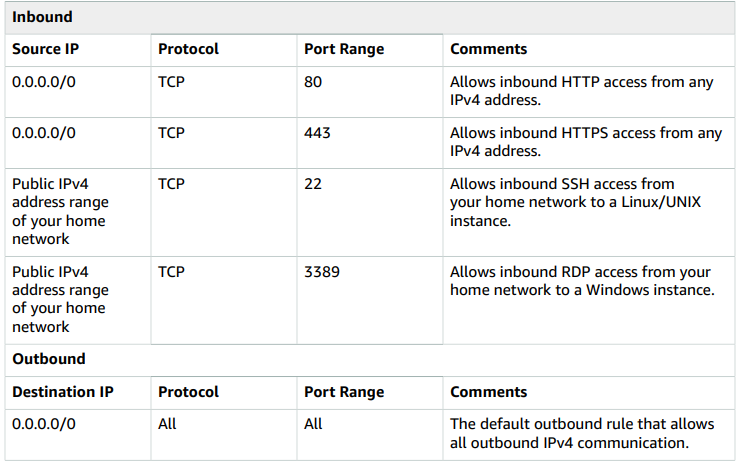 Inbound
Source IP Protocol Port Range Comments
0.0.0.0/0 TCP 80 Allows inbound HTTP access from any
IPv4 address.
0.0.0.0/0 TCP 443 Allows inbound HTTPS access from any
IPv4 address.
Public IPv4 TCP 22 Allows inbound SSH access from
address range your home network to a Linux/UNIX
of your home instance.
network
Public IPv4 TCP 3389 Allows inbound RDP access from your
address range home network to a Windows instance.
of your home
network
Outbound
Destination IP Protocol Port Range Comments
0.0.0.0/0 All All The default outbound rule that allows
all outbound IPv4 communication.